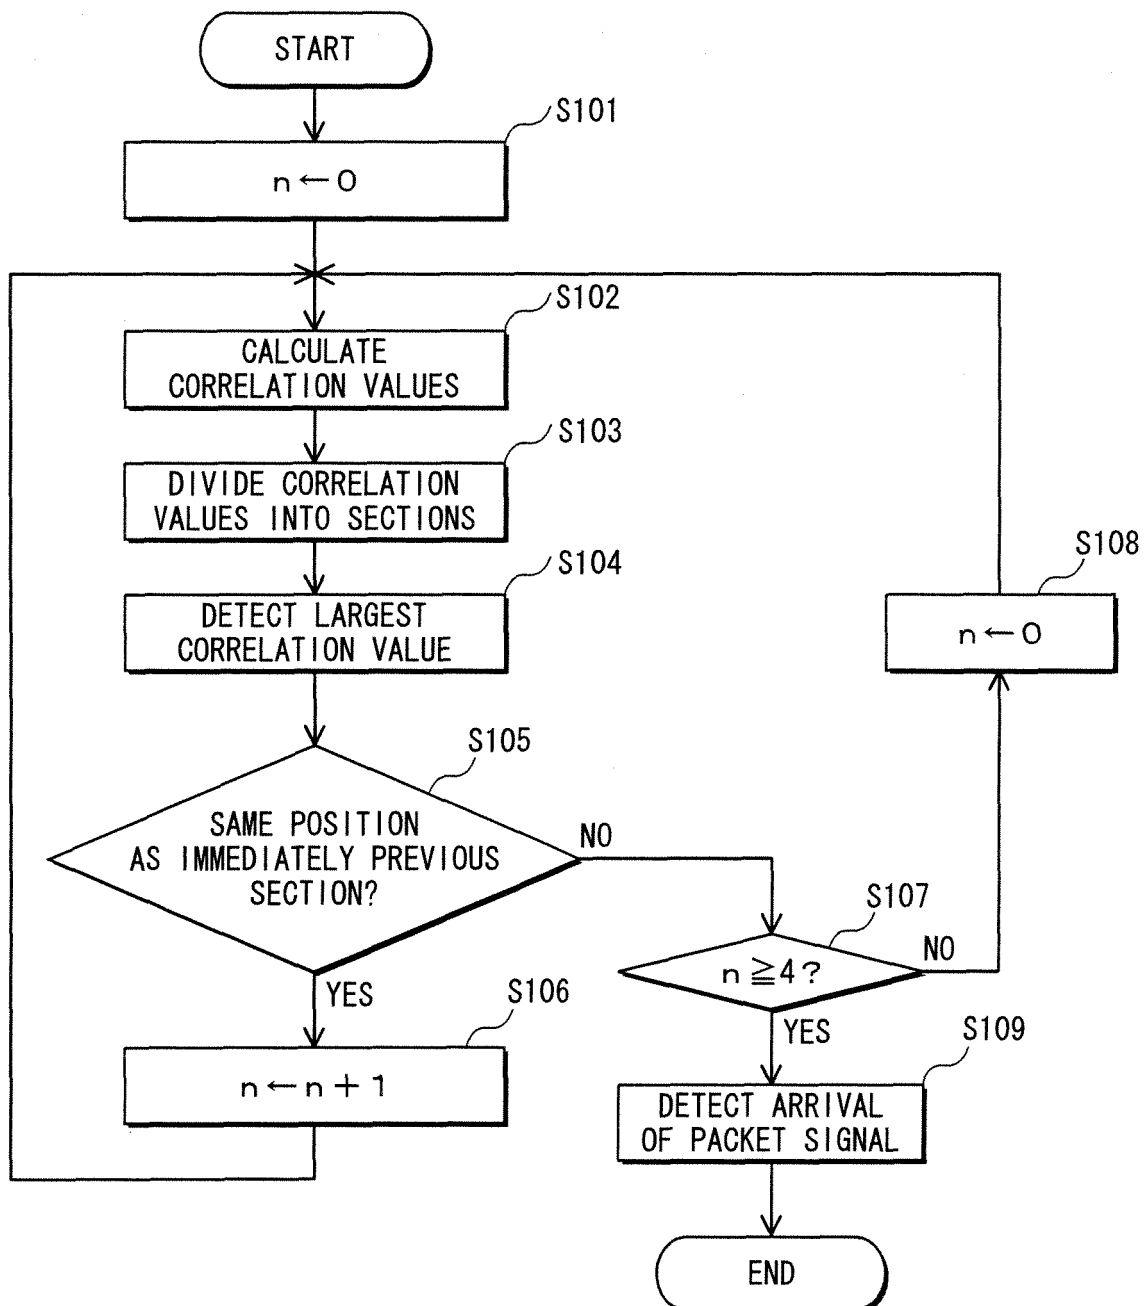 START
S101
n←0
S102
CALCULATE
CORRELATION VALUES
S103
DIVIDE CORRELATION
VALUES INTO SECTIONS
S104
DETECT LARGEST
CORRELATION VALUE
S108
n←0
S105
SAME POSITION
AS IMMEDIATELY PREVIOUS
SECTION?
NO
YES
S107
n≧4?
NO
YES
S106
n←n+1
S109
DETECT ARRIVAL
OF PACKET SIGNAL
END